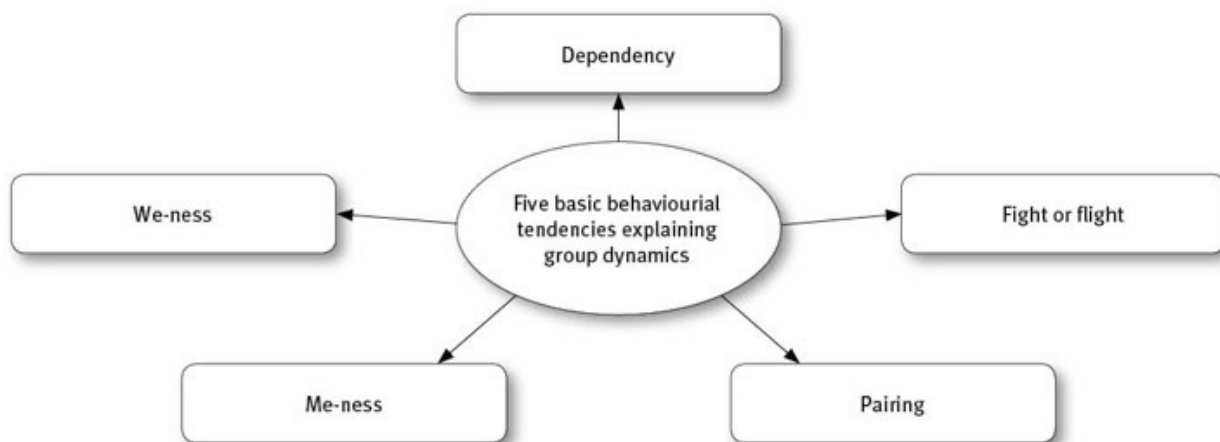 Dependency
We-ness
Five basic behaviourial
tendencies explaining
group dynamics
Fight or flight
Me-ness
Pairing